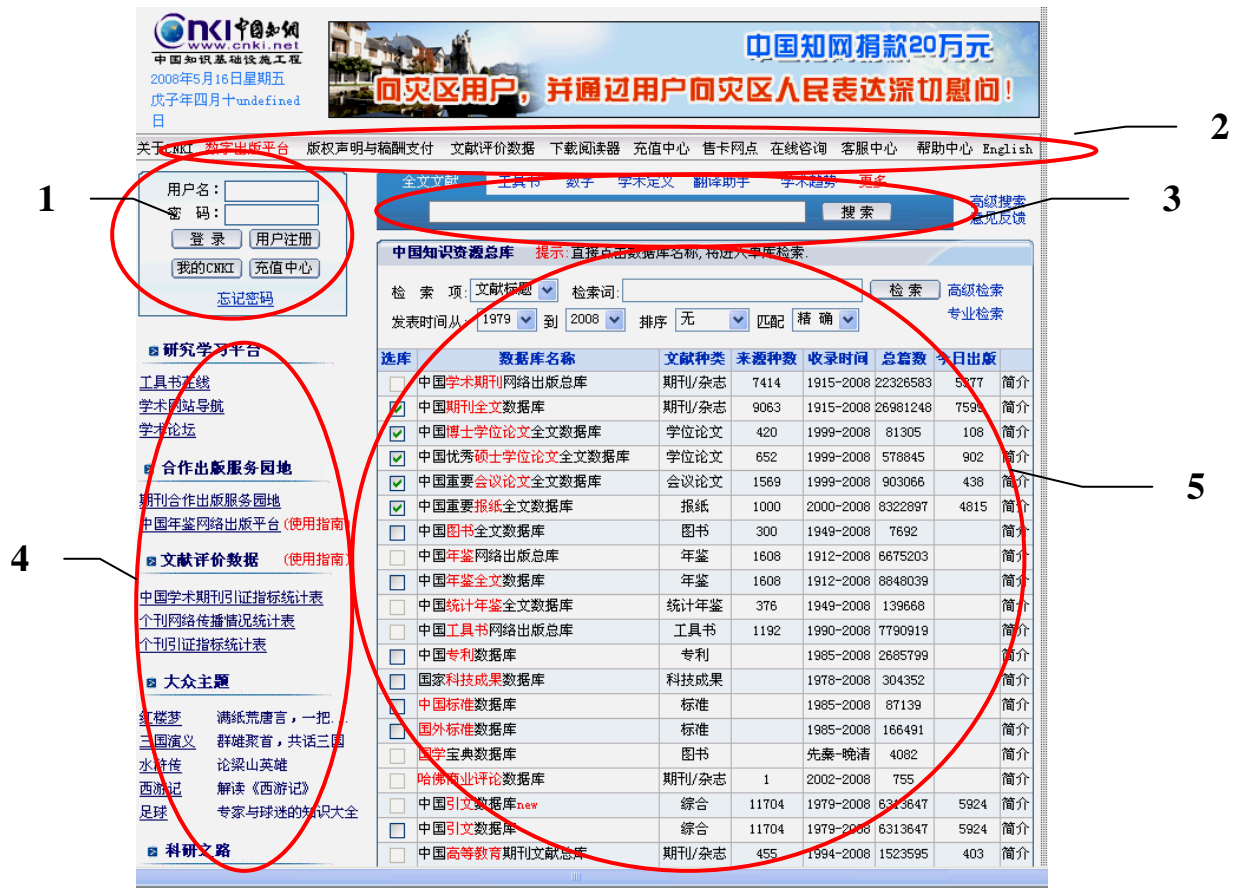 cnki中国知网
www.cnki.net
中国知识基础设施工程
2008年5月16日星期五
戊子年四月十undefined
日
中国知网捐款20万元
向灾区用户，并通过用户向灾区人民表达深切慰问！
关于CNKI 数字出版平台 版权声明与稿酬支付 文献评价数据 下载阅读器 充值中心 售卡网点 在线咨询 客服中心 帮助中心 English
2
1
用户名：
密 码：
登 录 用户注册
我的CNKI 充值中心
忘记密码
全文文献 工具书 数字 学术定义 翻译助手 学术趋势 更多
搜 索
高级搜索
意见反馈
3
中国知识资源总库 提示:直接点击数据库名称,将进入单库检索.
检 索 项: 文献标题 检索词: 检 索 高级检索
专业检索
发表时间从: 1979 到 2008 排序 无 匹配 精 确
选库 数据库名称 文献种类 来源种数 收录时间 总篇数 今日出版
中国学术期刊网络出版总库 期刊/杂志 7414 1915-2008 22326583 5277 简介
中国期刊全文数据库 期刊/杂志 9063 1915-2008 26981248 7599 简介
中国博士学位论文全文数据库 学位论文 420 1999-2008 81305 108 简介
中国优秀硕士学位论文全文数据库 学位论文 652 1999-2008 578845 902 简介
中国重要会议论文全文数据库 会议论文 1569 1999-2008 903066 438 简介
中国重要报纸全文数据库 报纸 1000 2000-2008 8322897 4815 简介
中国图书全文数据库 图书 300 1949-2008 7692 简介
中国年鉴网络出版总库 年鉴 1608 1912-2008 6675203 简介
中国年鉴全文数据库 年鉴 1608 1912-2008 8848039 简介
中国统计年鉴全文数据库 统计年鉴 376 1949-2008 139668 简介
中国工具书网络出版总库 工具书 1192 1990-2008 7790919 简介
中国专利数据库 专利 1985-2008 2685799 简介
国家科技成果数据库 科技成果 1978-2008 304352 简介
中国标准数据库 标准 1985-2008 87139 简介
国外标准数据库 标准 1985-2008 166491 简介
国学宝典数据库 图书 先秦-晚清 4082 简介
哈佛商业评论数据库 期刊/杂志 1 2002-2008 755 简介
中国引文数据库new 综合 11704 1979-2008 6313647 5924 简介
中国引文数据库 综合 11704 1979-2008 6313647 5924 简介
中国高等教育期刊文献总库 期刊/杂志 455 1994-2008 1523595 403 简介
5
4
研究学习平台
工具书在线
学术网站导航
学术论坛
合作出版服务园地
期刊合作出版服务园地
中国年鉴网络出版平台(使用指南)
文献评价数据 (使用指南)
中国学术期刊引证指标统计表
个刊网络传播情况统计表
个刊引证指标统计表
大众主题
红楼梦 满纸荒唐言，一把...
三国演义 群雄聚首，共话三国
水浒传 论梁山英雄
西游记 解读《西游记》
足球 专家与球迷的知识大全
科研之路